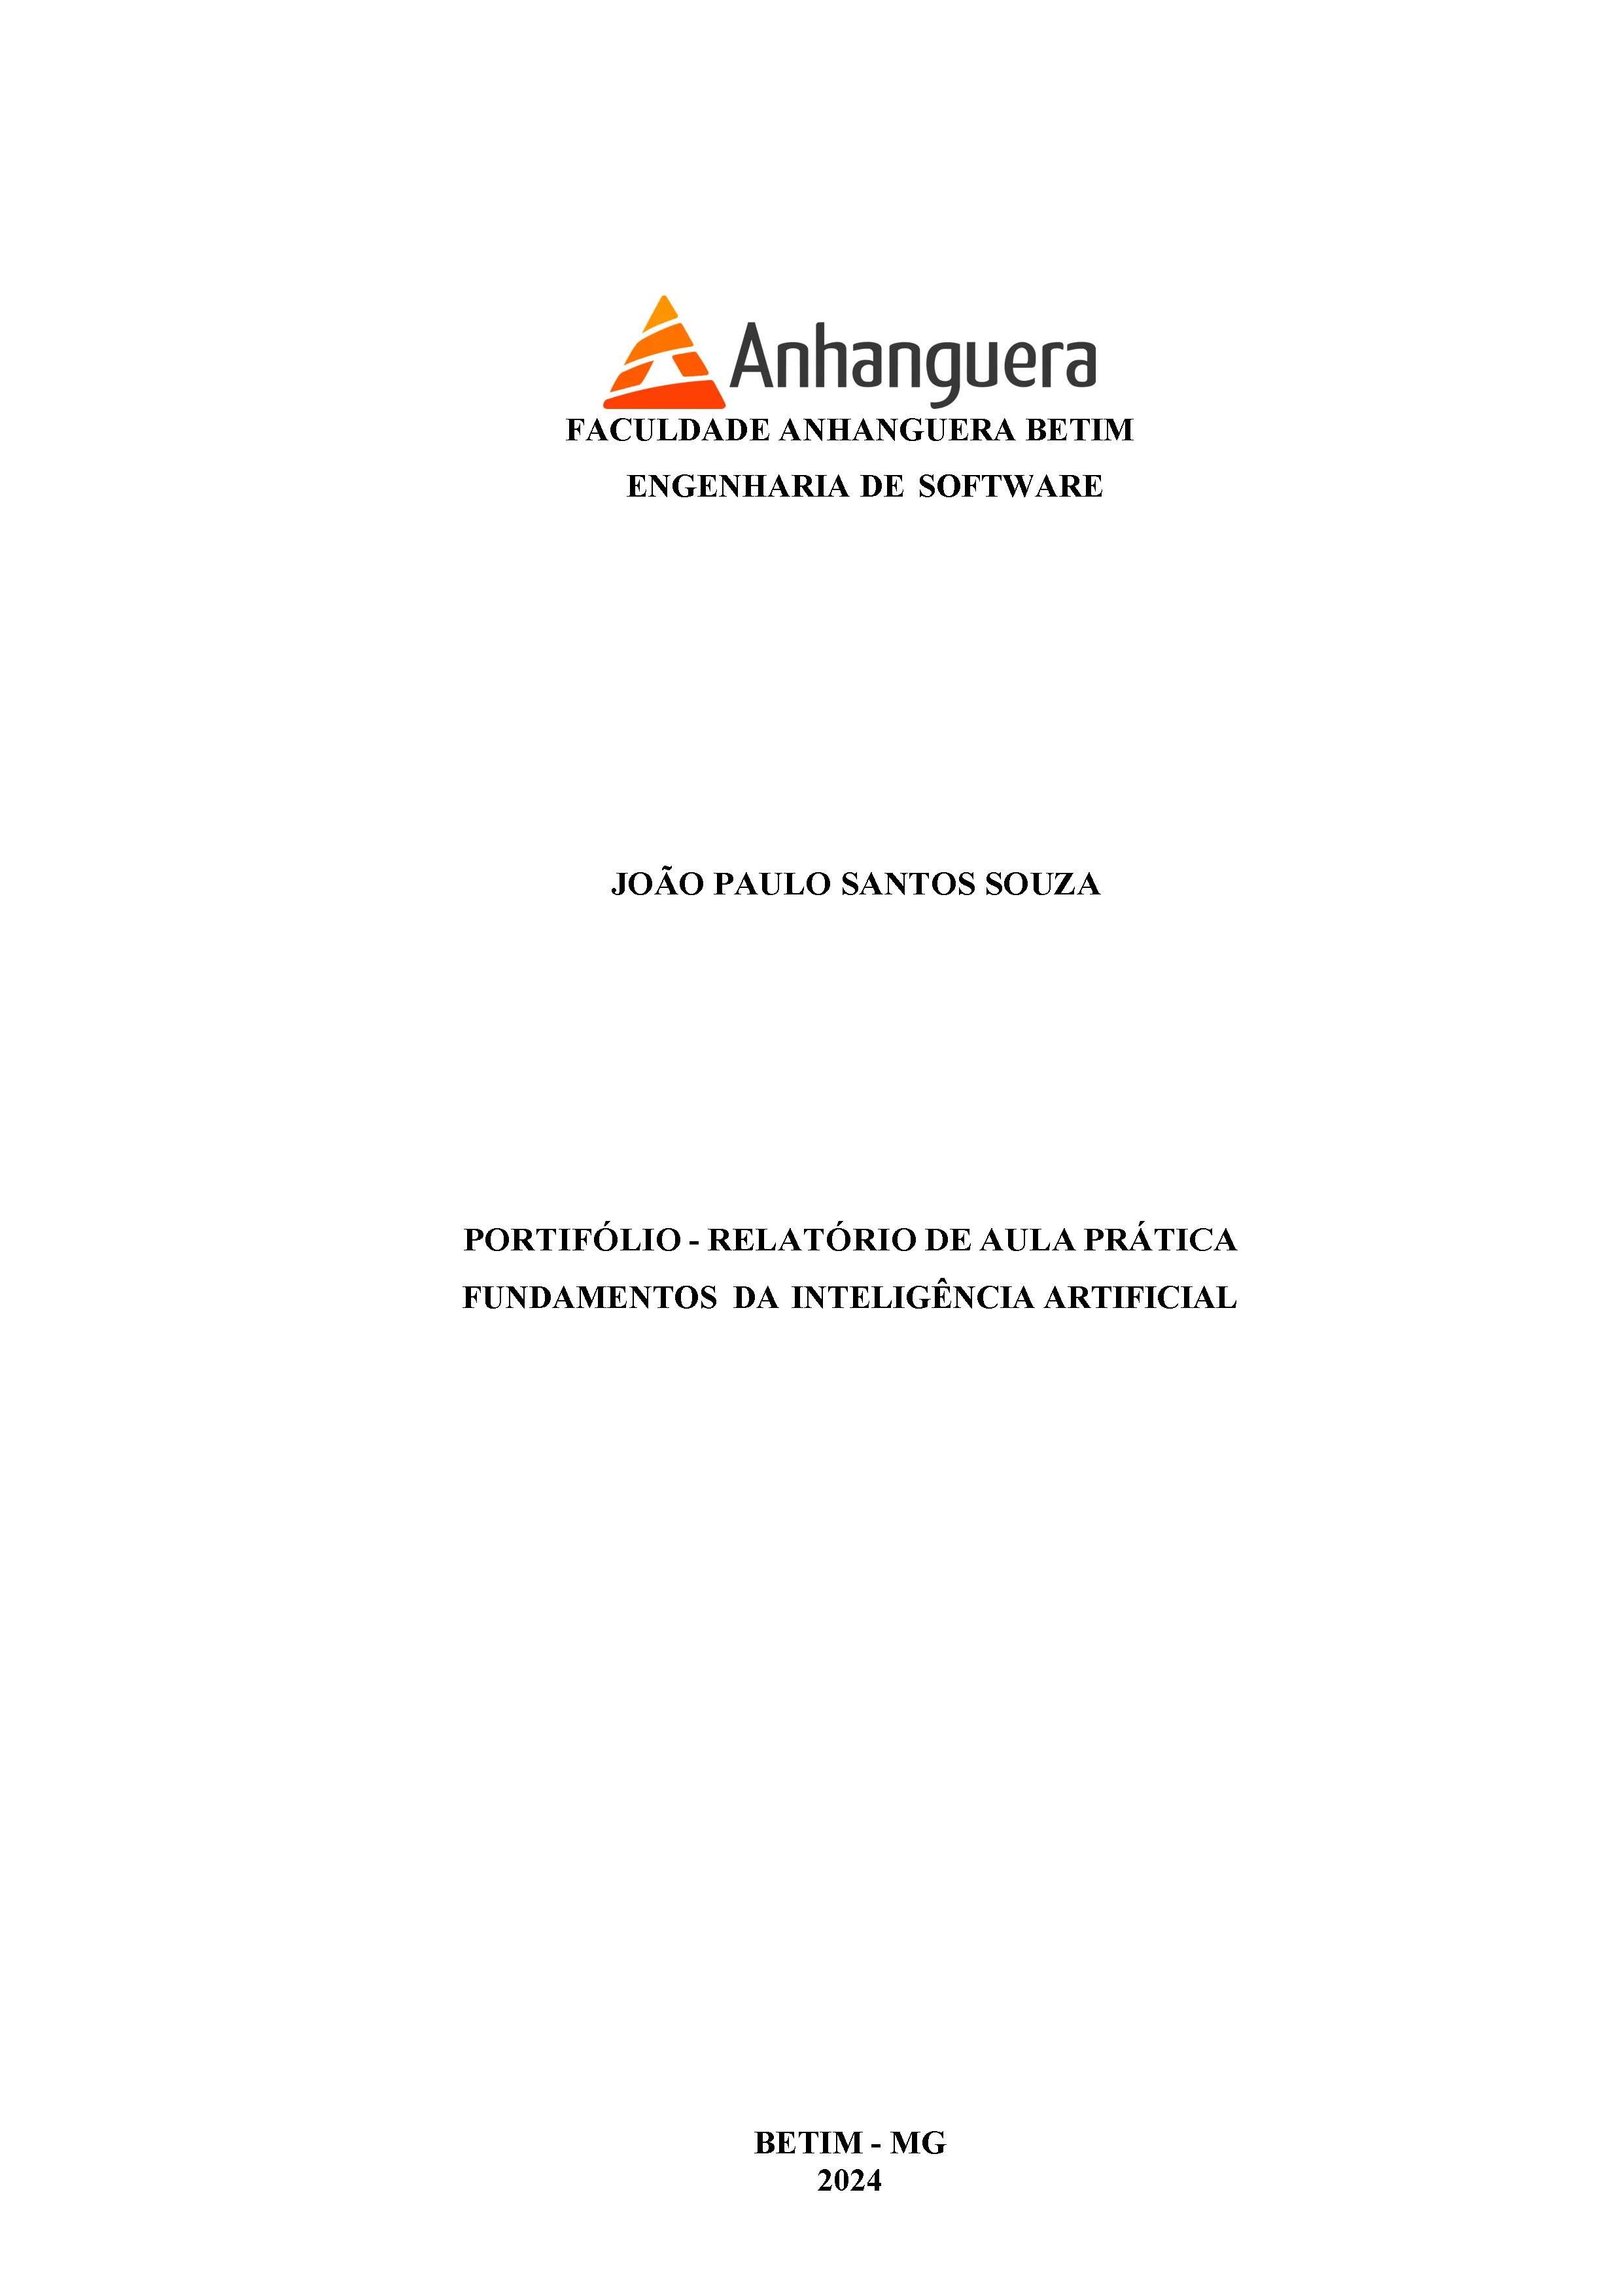 Anhanguera
FACULDADE ANHANGUERA BETIM
ENGENHARIA DE SOFTWARE
JOÃO PAULO SANTOS SOUZA
PORTIFÓLIO - RELATÓRIO DE AULA PRÁTICA
FUNDAMENTOS DA INTELIGÊNCIA ARTIFICIAL
BETIM - MG
2024